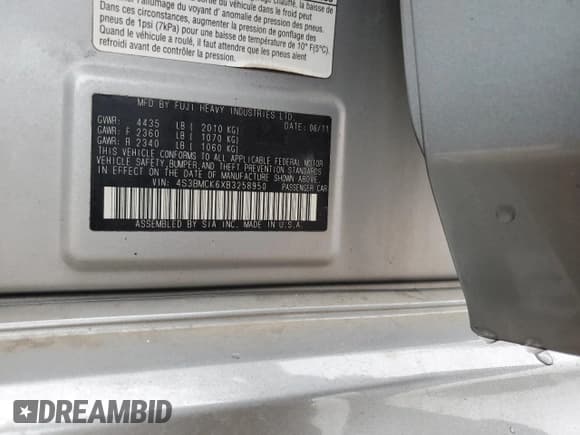 Dans ces circonstances, augmenter la pression de gonflage des
pneus de 1psi (7kPa) pour une baisse de température de 10° F(5°C).
Quand le véhicule a roulé, il faut attendre que les pneus aient
refroidi avant de contrôler la pression.
MFD BY FUJI HEAVY INDUSTRIES LTD.
GVWR: 4435 LB ( 2010 KG) DATE: 06/11
GAWR: F 2360 LB ( 1070 KG)
GAWR: R 2340 LB ( 1060 KG)
THIS VEHICLE CONFORMS TO ALL APPLICABLE FEDERAL MOTOR
VEHICLE SAFETY,BUMPER,AND THEFT PREVENTION STANDARDS
IN EFFECT ON THE DATE OF MANUFACTURE SHOWN ABOVE.
VIN: 4S3BMCK6XB3258950 PASSENGER CAR
ASSEMBLED BY SIA INC. MADE IN U.S.A.
DREAMBID